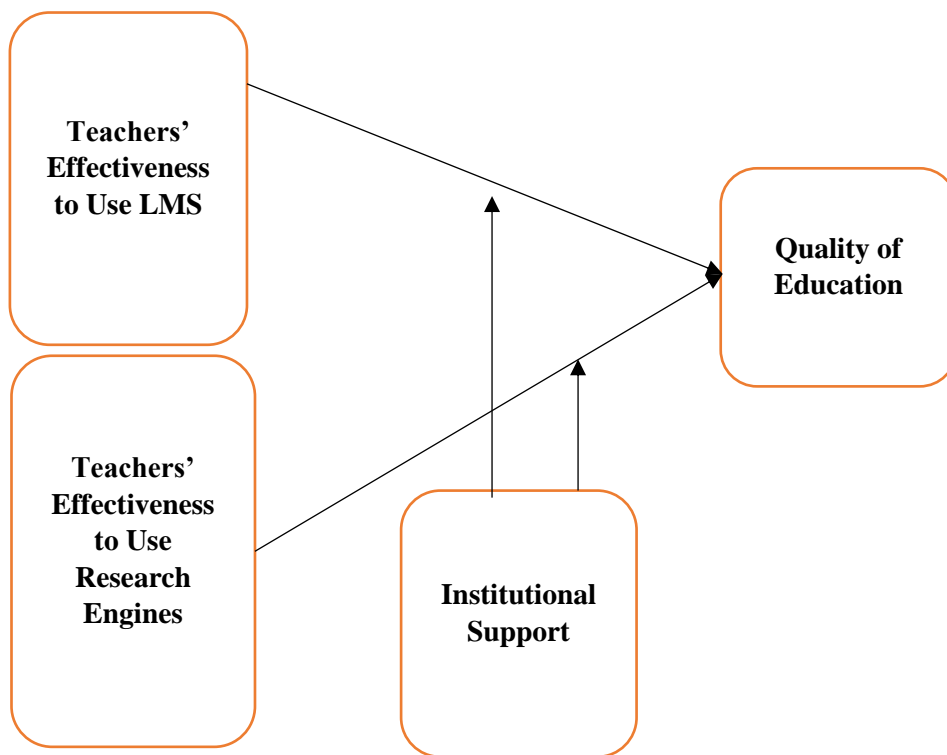 Teachers’
Effectiveness
to Use LMS
Quality of
Education
Teachers’
Effectiveness
to Use
Research
Engines
Institutional
Support